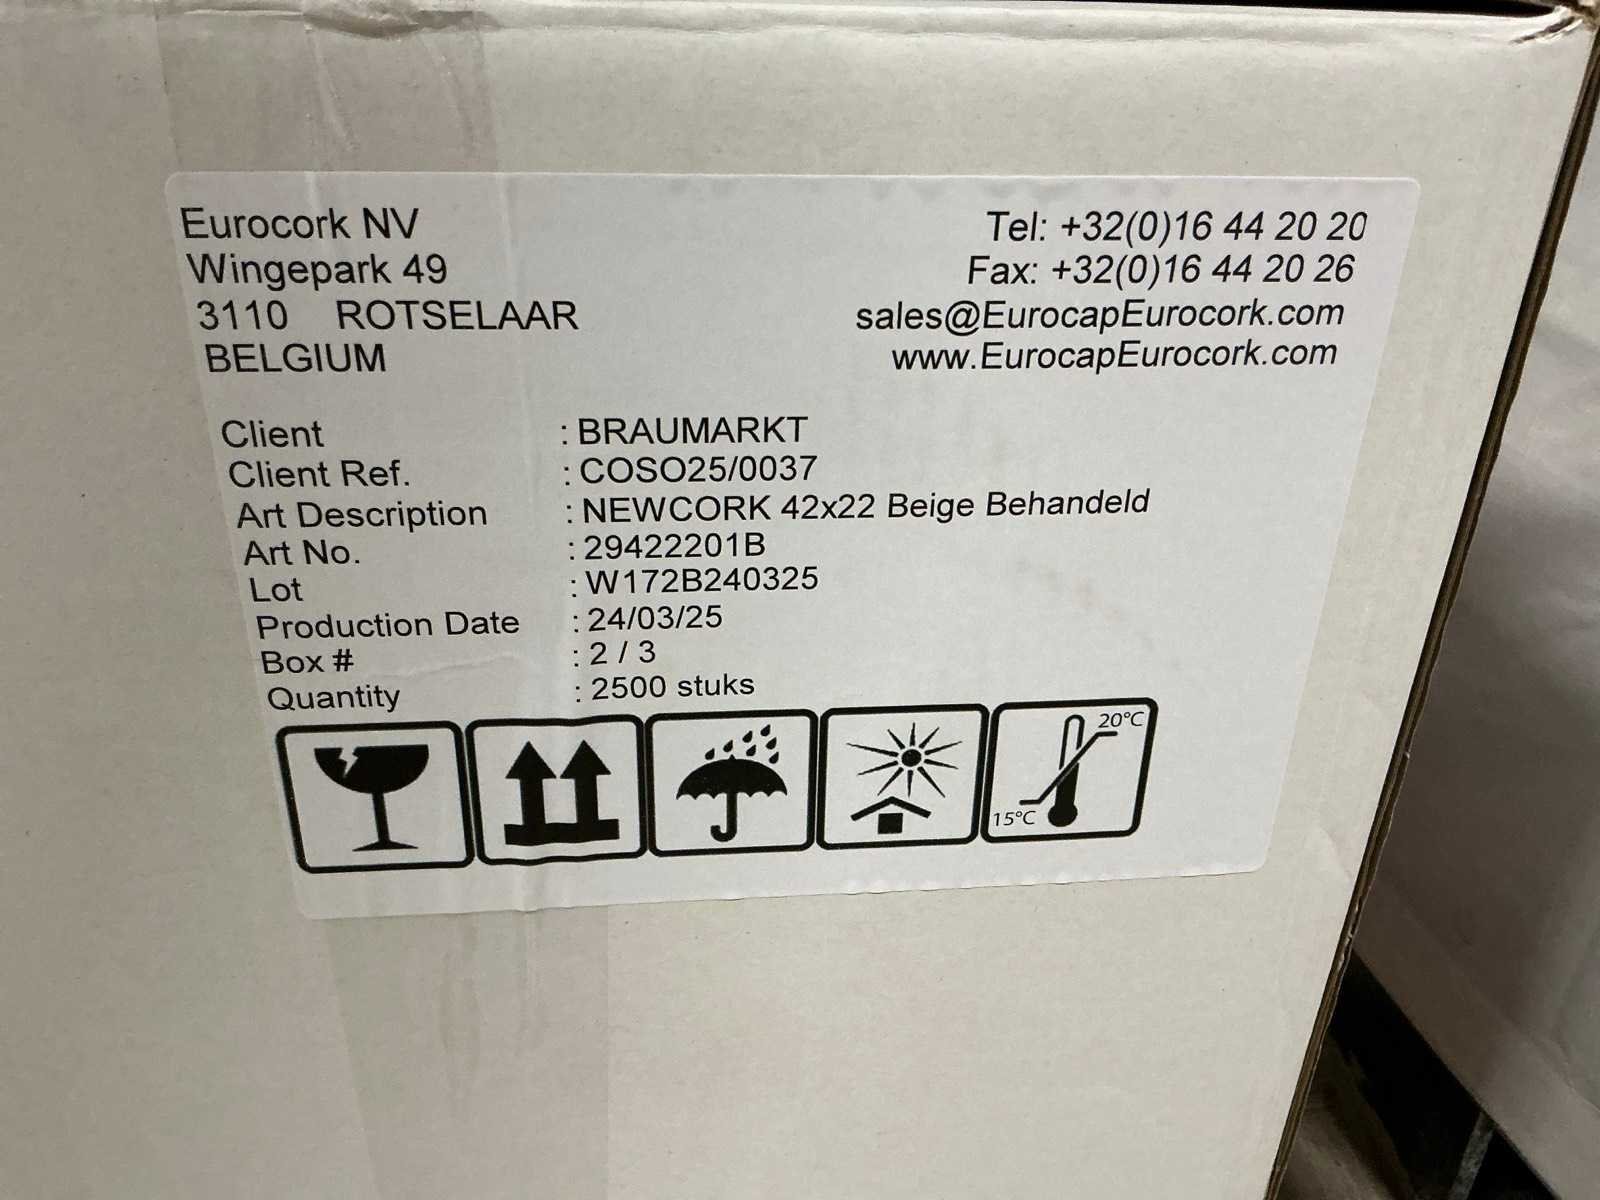 Eurocork NV
Wingepark 49
3110 ROTSELAAR
BELGIUM
Tel: +32(0)16 44 20 20
Fax: +32(0)16 44 20 26
sales@EurocapEurocork.com
www.EurocapEurocork.com
Client : BRAUMARKT
Client Ref. : COSO25/0037
Art Description : NEWCORK 42x22 Beige Behandeld
Art No. : 29422201B
Lot : W172B240325
Production Date : 24/03/25
Box # : 2 / 3
Quantity : 2500 stuks
20°C
15°C